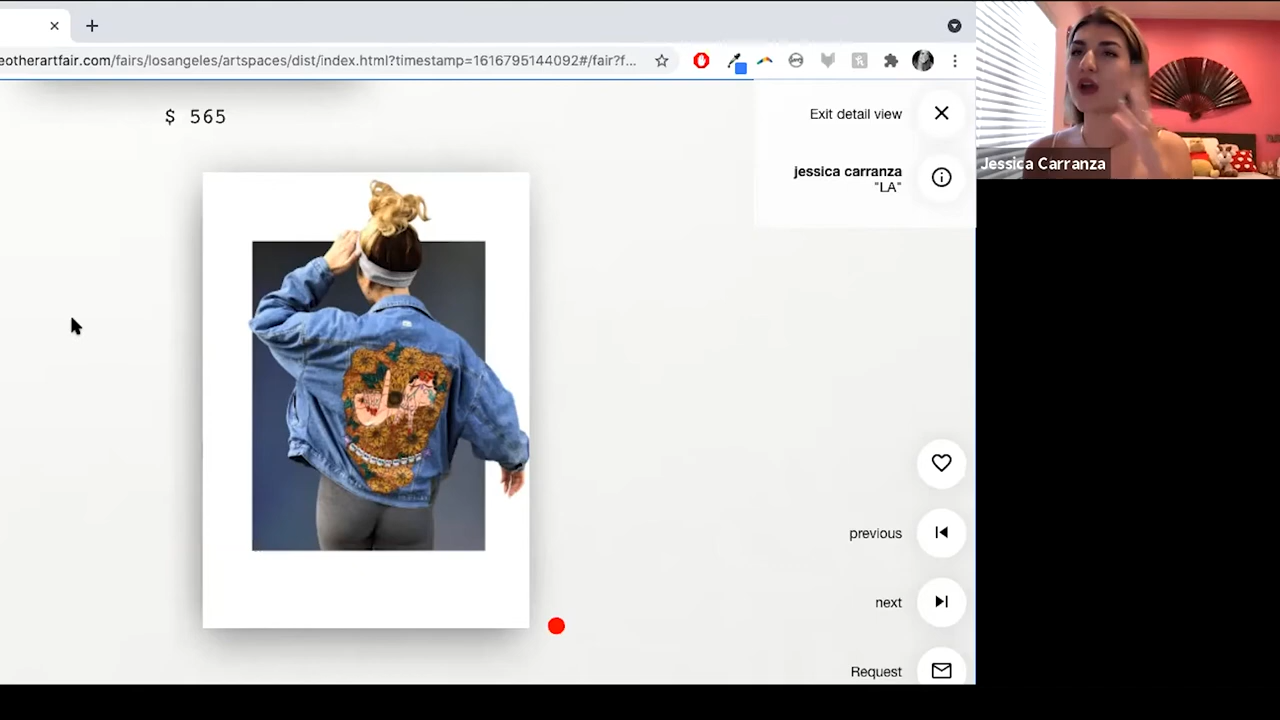 eotherartfair.com/fairs/losangeles/artspaces/dist/index.html?timestamp=1616795144092#/fair?f...
$ 565
Exit detail view
jessica carranza
"LA"
previous
next
Request
Jessica Carranza